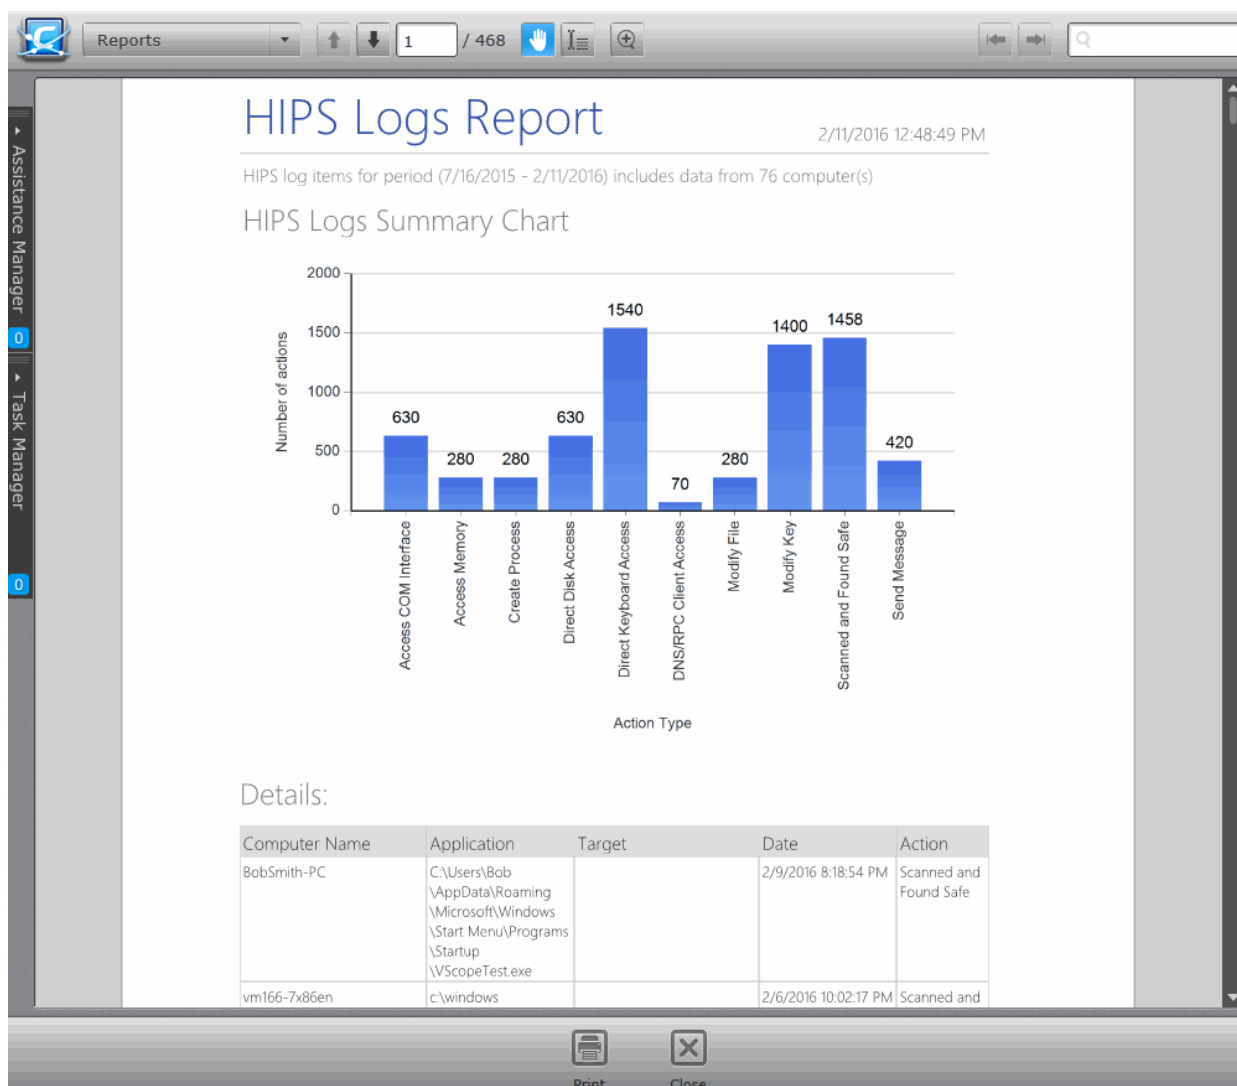 Reports
1
/ 468
Assistance Manager
0
Task Manager
0
HIPS Logs Report
2/11/2016 12:48:49 PM
HIPS log items for period (7/16/2015 - 2/11/2016) includes data from 76 computer(s)
HIPS Logs Summary Chart
Number of actions
2000
1500
1000
500
0
630
280
280
630
1540
70
280
1400
1458
420
Access COM Interface
Access Memory
Create Process
Direct Disk Access
Direct Keyboard Access
DNS/RPC Client Access
Modify File
Modify Key
Scanned and Found Safe
Send Message
Action Type
Details:
Computer Name Application Target Date Action
BobSmith-PC C:\Users\Bob 2/9/2016 8:18:54 PM Scanned and
\AppData\Roaming Found Safe
\Microsoft\Windows
\Start Menu\Programs
\Startup
\VScopeTest.exe
vm166-7x86en c:\windows 2/6/2016 10:02:17 PM Scanned and
Print Close